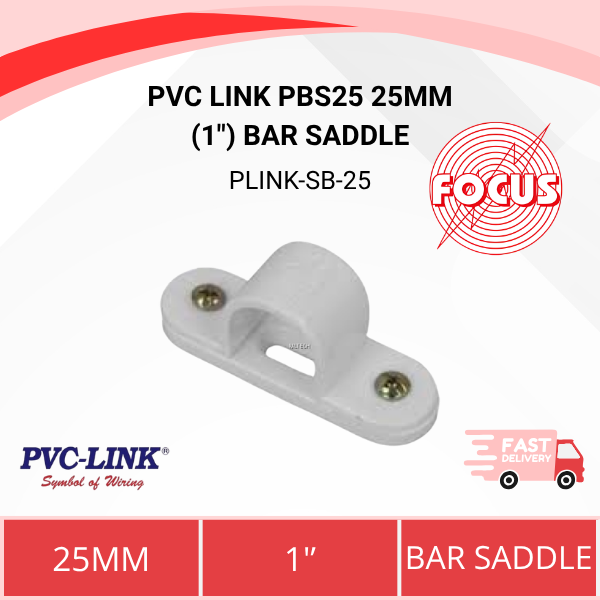 PVC LINK PBS25 25MM
(1") BAR SADDLE
PLINK-SB-25
FOCUS
PVC-LINK®
Symbol of Wiring
FAST
DELIVERY
25MM
1"
BAR SADDLE